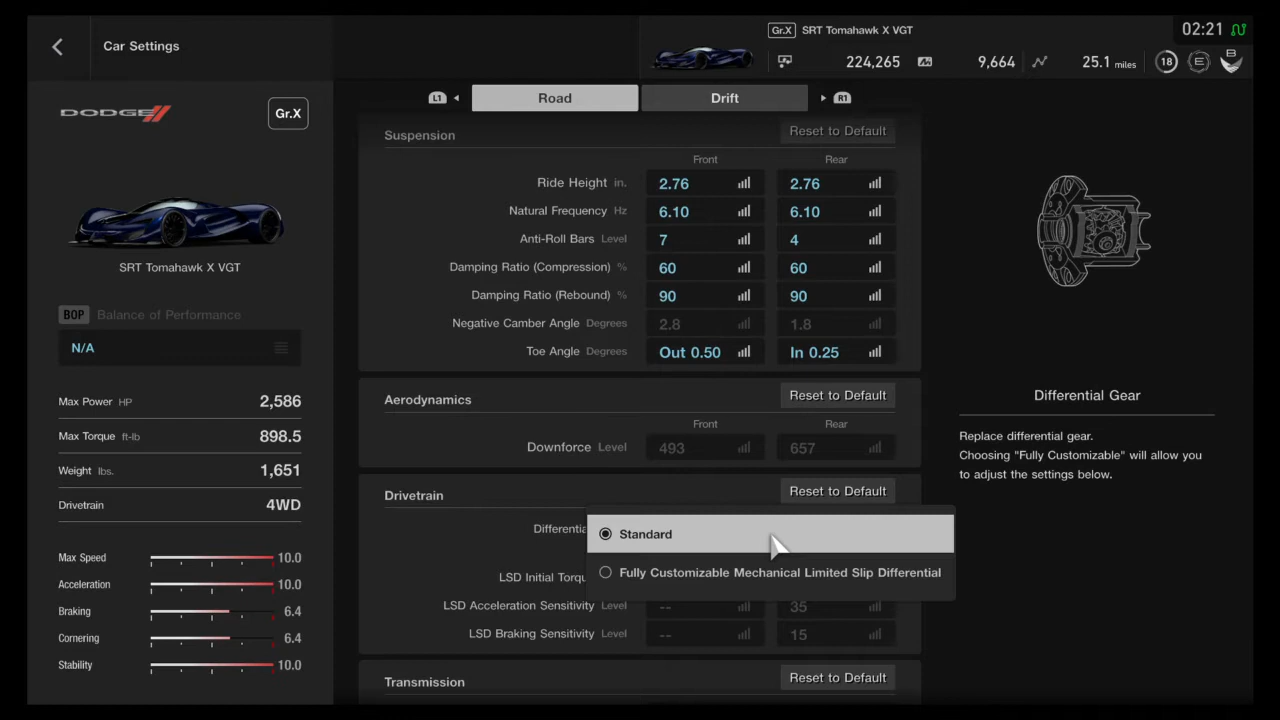 Car Settings
Gr.X SRT Tomahawk X VGT
224,265 9,664 25.1 miles 18 E B
02:21
DODGE
Gr.X
SRT Tomahawk X VGT
BOP Balance of Performance
N/A
Max Power HP 2,586
Max Torque ft-lb 898.5
Weight lbs. 1,651
Drivetrain 4WD
Max Speed 10.0
Acceleration 10.0
Braking 6.4
Cornering 6.4
Stability 10.0
L1 Road Drift R1
Suspension Reset to Default
Front Rear
Ride Height in. 2.76 2.76
Natural Frequency Hz 6.10 6.10
Anti-Roll Bars Level 7 4
Damping Ratio (Compression) % 60 60
Damping Ratio (Rebound) % 90 90
Negative Camber Angle Degrees 2.8 1.8
Toe Angle Degrees Out 0.50 In 0.25
Aerodynamics Reset to Default
Front Rear
Downforce Level 493 657
Drivetrain Reset to Default
Differentia
Standard
Fully Customizable Mechanical Limited Slip Differential
LSD Initial Torqu
LSD Acceleration Sensitivity Level -- 35
LSD Braking Sensitivity Level -- 15
Transmission Reset to Default
Differential Gear
Replace differential gear.
Choosing "Fully Customizable" will allow you
to adjust the settings below.